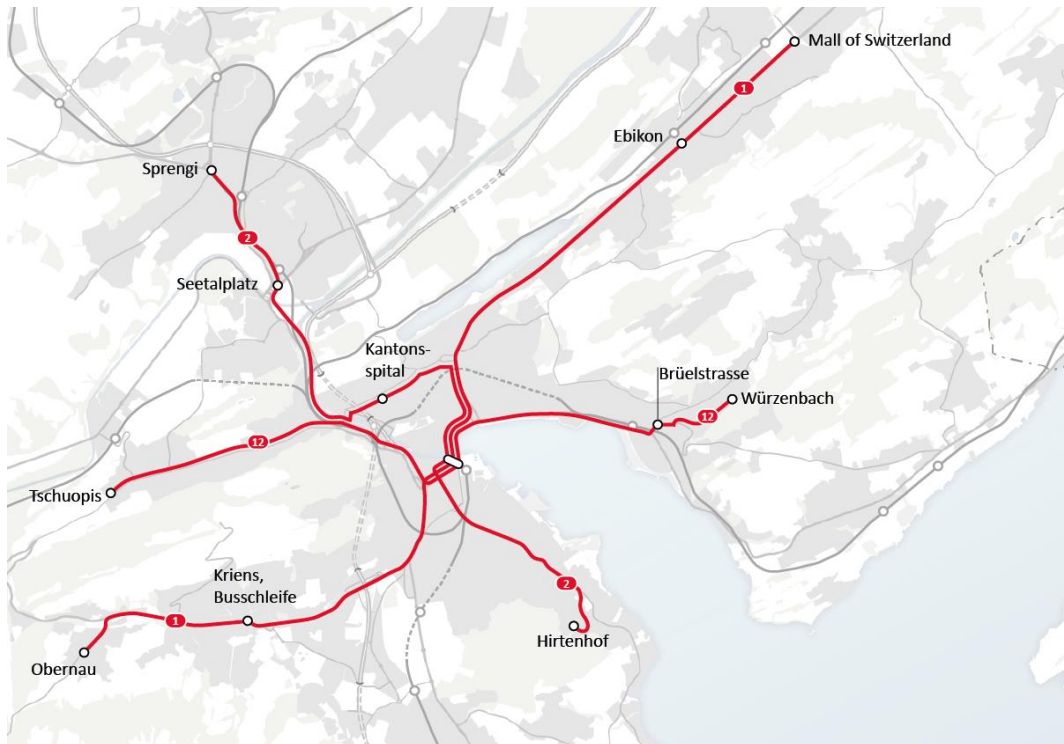 Mall of Switzerland
1
Ebikon
Sprengi
2
Seetalplatz
Kantons-
spital
Brüelstrasse
Würzenbach
12
12
Tschuopis
Kriens,
Busschleife
2
1
Hirtenhof
Obernau